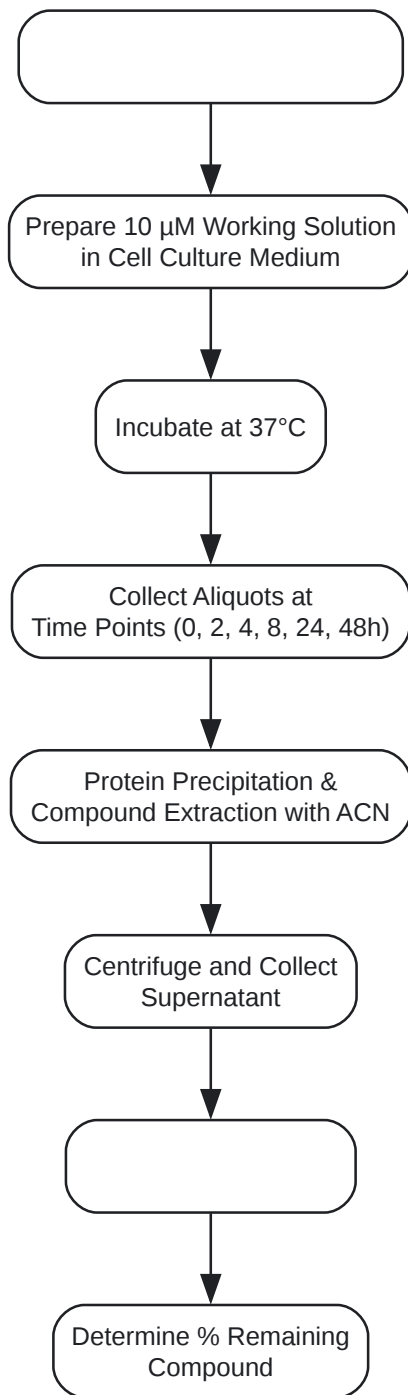 Prepare 10 µM Working Solution
in Cell Culture Medium
Incubate at 37°C
Collect Aliquots at
Time Points (0, 2, 4, 8, 24, 48h)
Protein Precipitation &
Compound Extraction with ACN
Centrifuge and Collect
Supernatant
Determine % Remaining
Compound